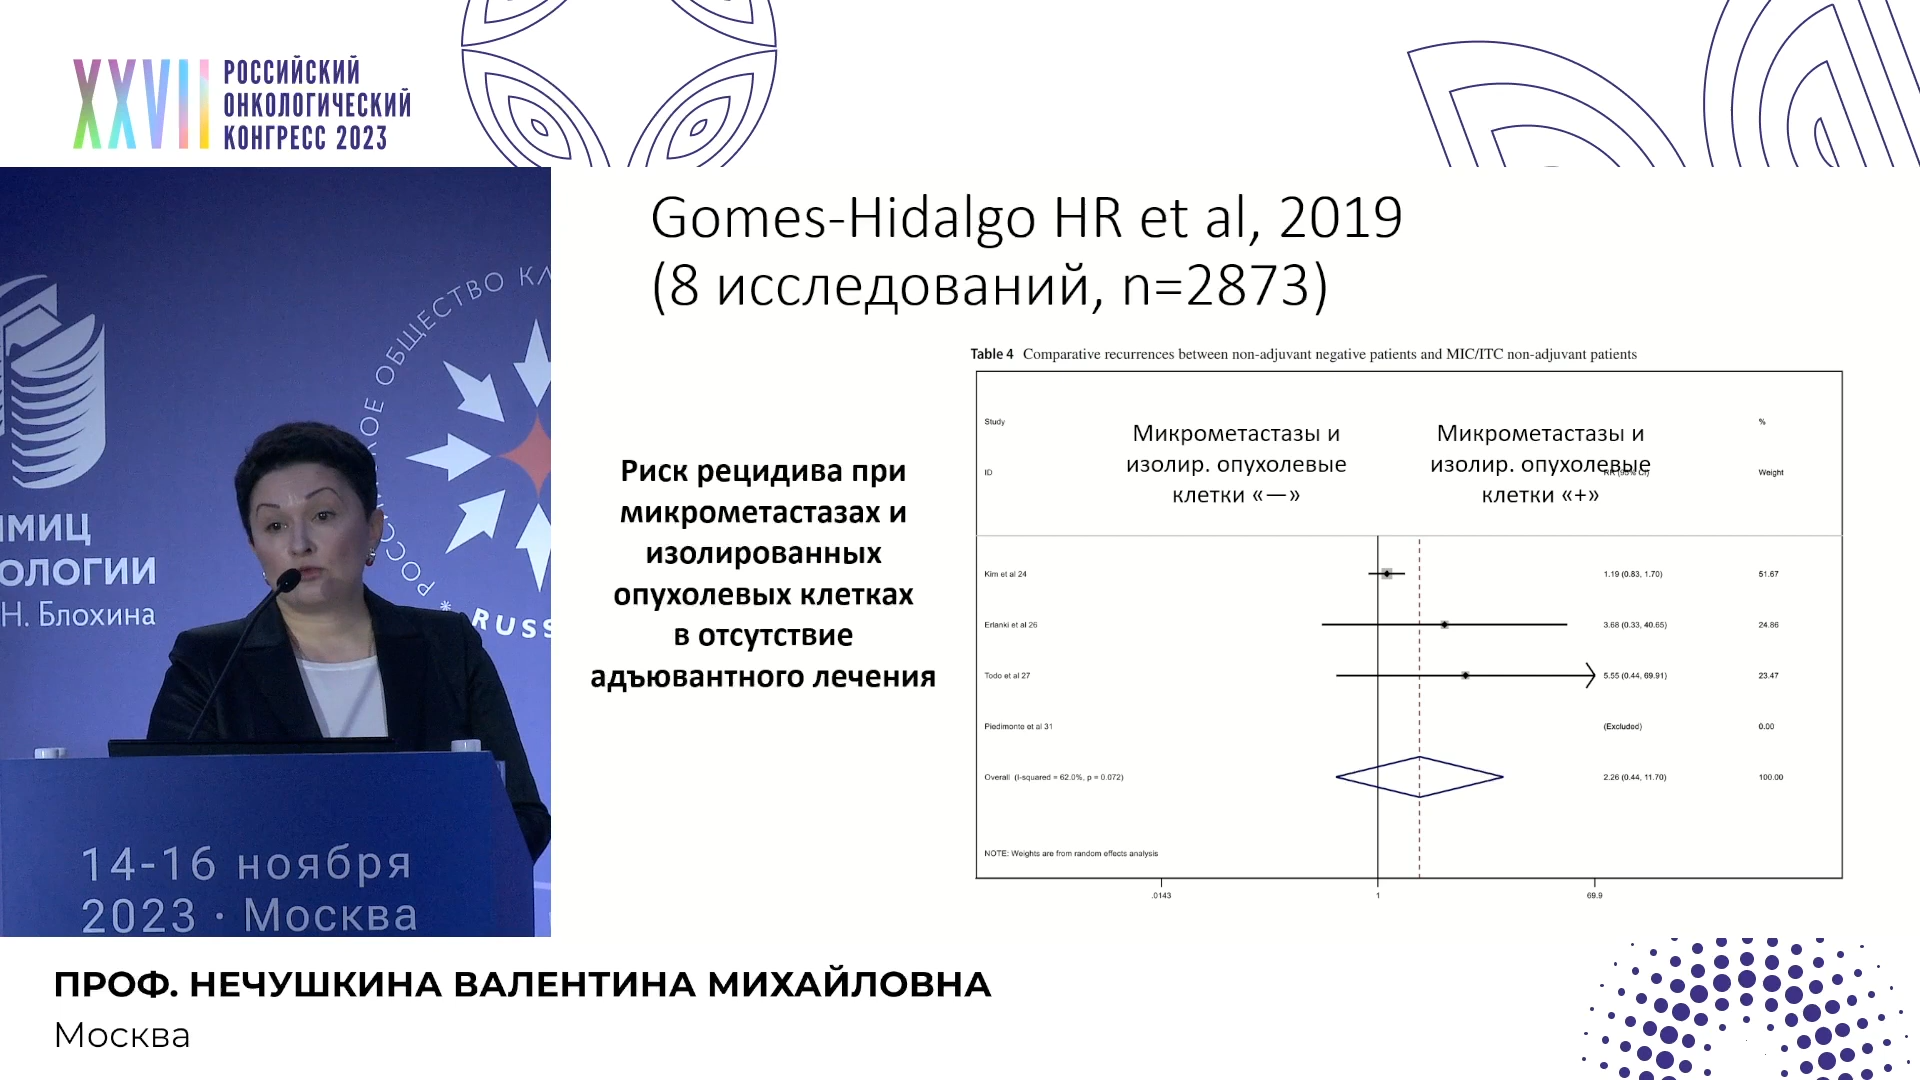 XXVII
РОССИЙСКИЙ
ОНКОЛОГИЧЕСКИЙ
КОНГРЕСС 2023
Gomes-Hidalgo HR et al, 2019
(8 исследований, n=2873)
Риск рецидива при
микрометастазах и
изолированных
опухолевых клетках
в отсутствие
адъювантного лечения
Table 4 Comparative recurrences between non-adjuvant negative patients and MIC/ITC non-adjuvant patients
Study %
Микрометастазы и
изолир. опухолевые
клетки «—»
Микрометастазы и
изолир. опухолевые
клетки «+»
ID RR (95% CI) Weight
Kim et al 24 1.19 (0.83, 1.70) 51.67
Erlanki et al 26 3.68 (0.33, 40.65) 24.86
Todo et al 27 5.55 (0.44, 69.91) 23.47
Piedimonte et al 31 (Excluded) 0.00
Overall (I-squared = 62.0%, p = 0.072) 2.26 (0.44, 11.70) 100.00
NOTE: Weights are from random effects analysis
.0143 1 69.9
ОБЩЕСТВО
RUSS
ИМИЦ
ОЛОГИИ
Н. Блохина
14-16 ноября
2023 · Москва
ПРОФ. НЕЧУШКИНА ВАЛЕНТИНА МИХАЙЛОВНА
Москва